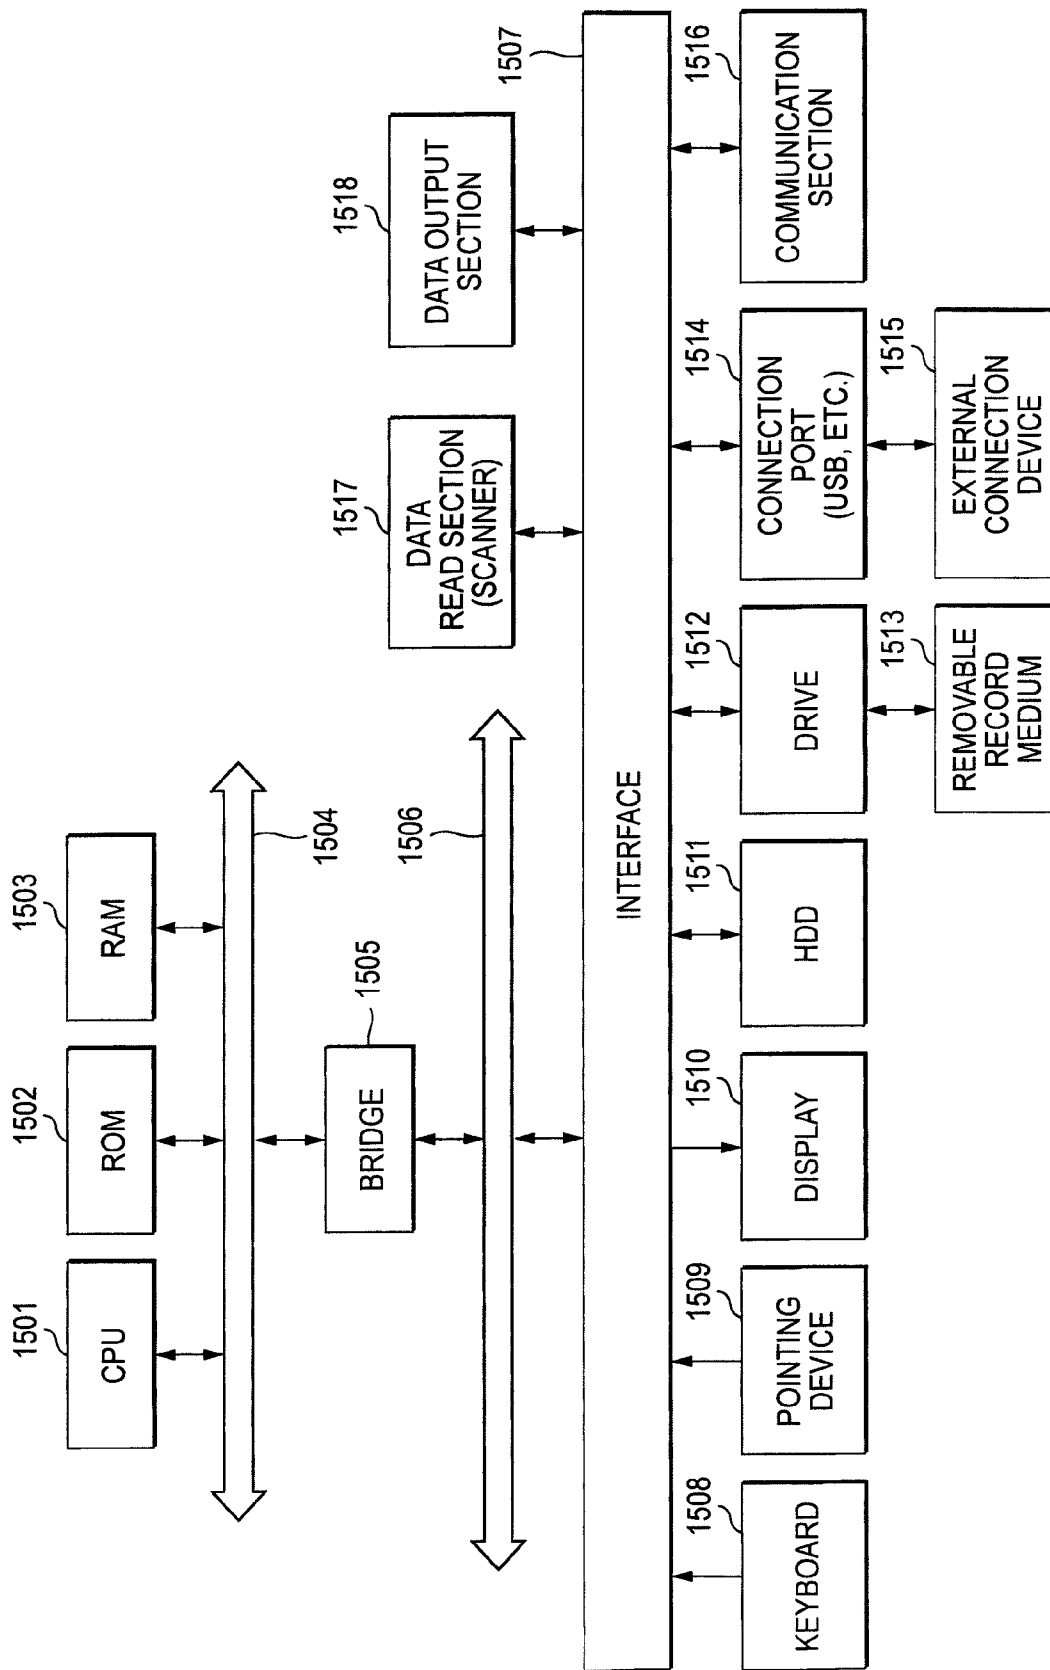 1501
CPU
1502
ROM
1503
RAM
1504
1505
BRIDGE
1506
1517
DATA
READ SECTION
(SCANNER)
1518
DATA OUTPUT
SECTION
1507
INTERFACE
1508
KEYBOARD
1509
POINTING
DEVICE
1510
DISPLAY
1511
HDD
1512
DRIVE
1513
REMOVABLE
RECORD
MEDIUM
1514
CONNECTION
PORT
(USB, ETC.)
1515
EXTERNAL
CONNECTION
DEVICE
1516
COMMUNICATION
SECTION